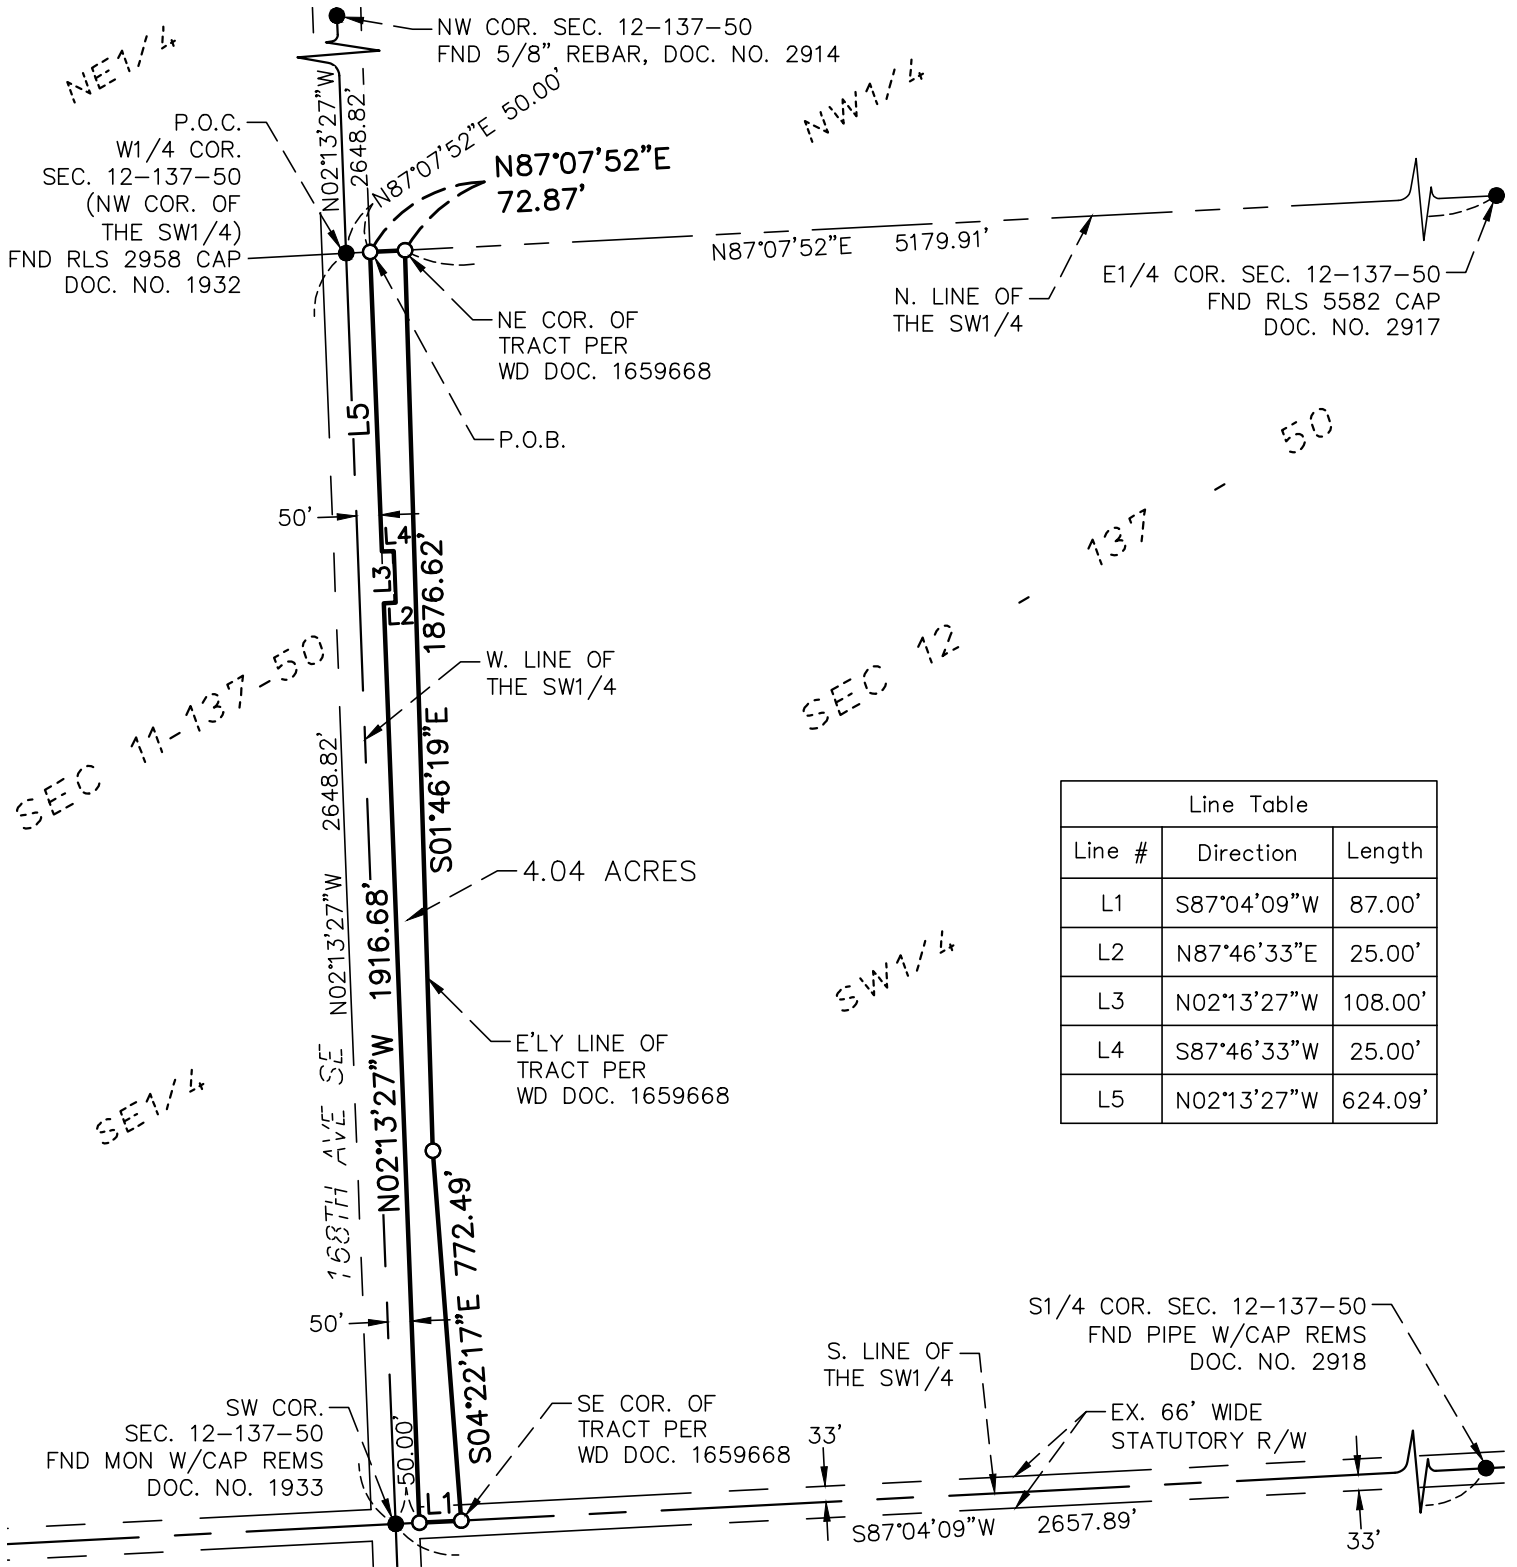 NW COR. SEC. 12-137-50
FND 5/8" REBAR, DOC. NO. 2914
NE1/4
NW1/4
N02°13'27"W
2648.82'
N87°07'52"E 50.00'
P.O.C.
W1/4 COR.
SEC. 12-137-50
(NW COR. OF
THE SW1/4)
FND RLS 2958 CAP
DOC. NO. 1932
N87°07'52"E
72.87'
N87°07'52"E 5179.91'
N. LINE OF
THE SW1/4
E1/4 COR. SEC. 12-137-50
FND RLS 5582 CAP
DOC. NO. 2917
NE COR. OF
TRACT PER
WD DOC. 1659668
P.O.B.
L5
50'
L4
L3
L2
S01°46'19"E 1876.62'
W. LINE OF
THE SW1/4
SEC 11-137-50
SEC 12 - 137 - 50
N02°13'27"W 2648.82'
4.04 ACRES
N02°13'27"W 1916.68'
SW1/4
E'LY LINE OF
TRACT PER
WD DOC. 1659668
SE1/4
168TH AVE SE
Line Table
Line # Direction Length
L1 S87°04'09"W 87.00'
L2 N87°46'33"E 25.00'
L3 N02°13'27"W 108.00'
L4 S87°46'33"W 25.00'
L5 N02°13'27"W 624.09'
S04°22'17"E 772.49'
50'
SW COR.
SEC. 12-137-50
FND MON W/CAP REMS
DOC. NO. 1933
50.00'
L1
SE COR. OF
TRACT PER
WD DOC. 1659668
S. LINE OF
THE SW1/4
S1/4 COR. SEC. 12-137-50
FND PIPE W/CAP REMS
DOC. NO. 2918
EX. 66' WIDE
STATUTORY R/W
33'
S87°04'09"W 2657.89'
33'